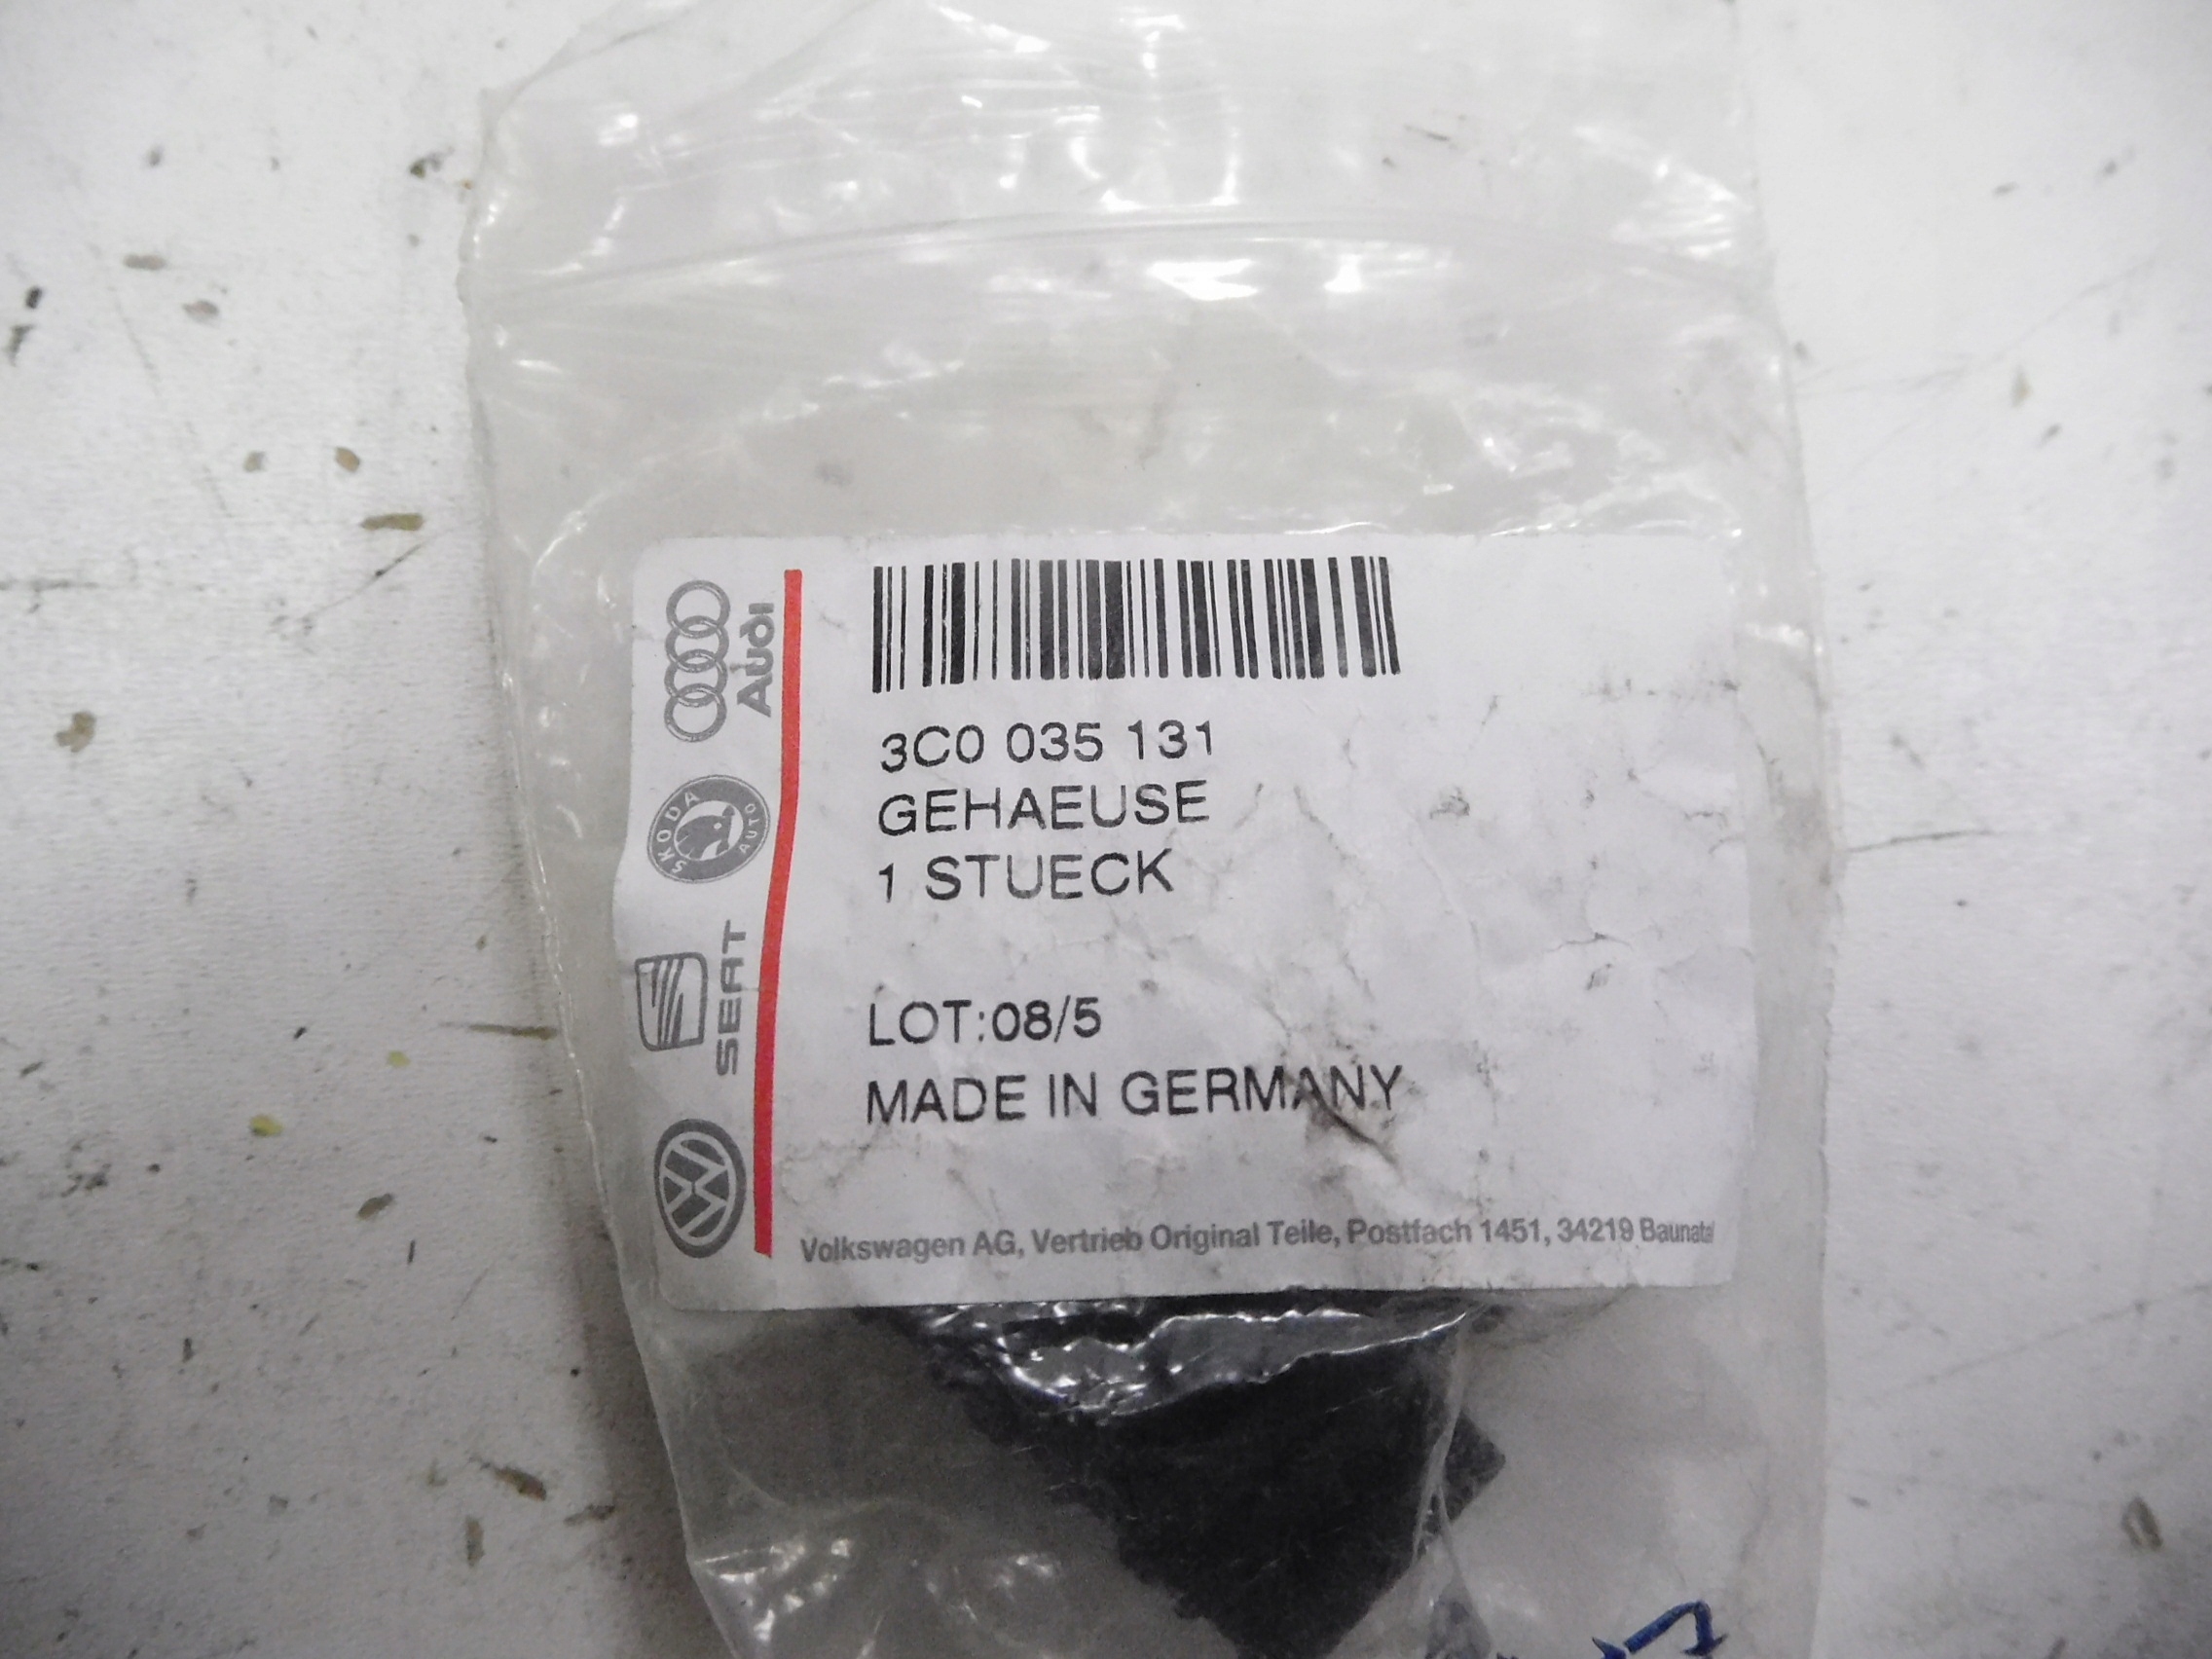 3C0 035 131
GEHAEUSE
1 STUECK
LOT:08/5
MADE IN GERMANY
Volkswagen AG, Vertrieb Original Teile, Postfach 1451, 34219 Baunatal
Audi
SKODA AUTO
SEAT